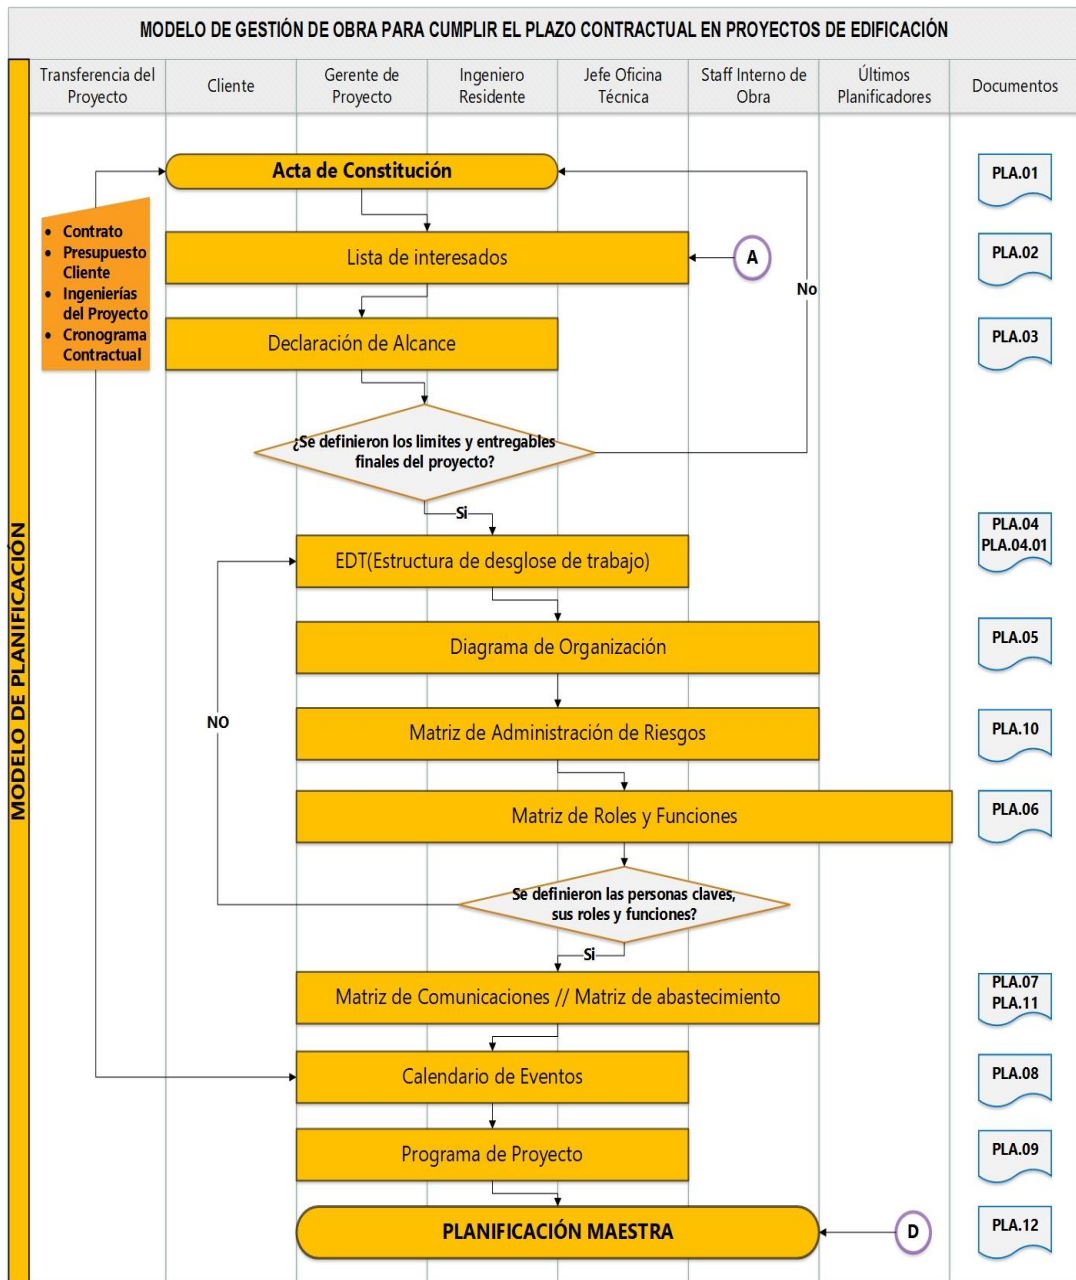 MODELO DE GESTIÓN DE OBRA PARA CUMPLIR EL PLAZO CONTRACTUAL EN PROYECTOS DE EDIFICACIÓN
MODELO DE PLANIFICACIÓN
Transferencia del
Proyecto
Cliente
Gerente de
Proyecto
Ingeniero
Residente
Jefe Oficina
Técnica
Staff Interno de
Obra
Últimos
Planificadores
Documentos
Acta de Constitución
PLA.01
• Contrato
• Presupuesto
Cliente
• Ingenierías
del Proyecto
• Cronograma
Contractual
Lista de interesados
A
PLA.02
No
Declaración de Alcance
PLA.03
¿Se definieron los limites y entregables
finales del proyecto?
Si
EDT(Estructura de desglose de trabajo)
PLA.04
PLA.04.01
Diagrama de Organización
PLA.05
NO
Matriz de Administración de Riesgos
PLA.10
Matriz de Roles y Funciones
PLA.06
Se definieron las personas claves,
sus roles y funciones?
Si
Matriz de Comunicaciones // Matriz de abastecimiento
PLA.07
PLA.11
Calendario de Eventos
PLA.08
Programa de Proyecto
PLA.09
PLANIFICACIÓN MAESTRA
D
PLA.12